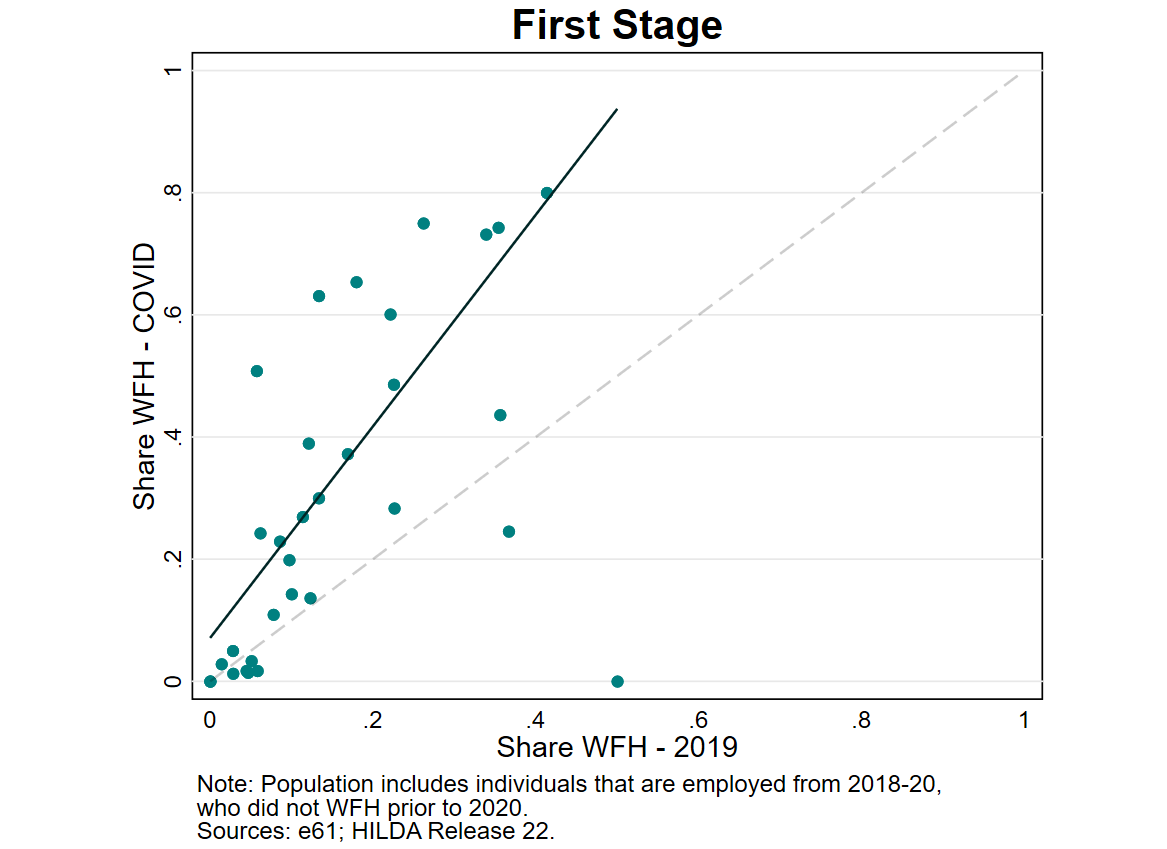 First Stage
Share WFH - COVID
1
.8
.6
.4
.2
0
0 .2 .4 .6 .8 1
Share WFH - 2019
Note: Population includes individuals that are employed from 2018-20,
who did not WFH prior to 2020.
Sources: e61; HILDA Release 22.